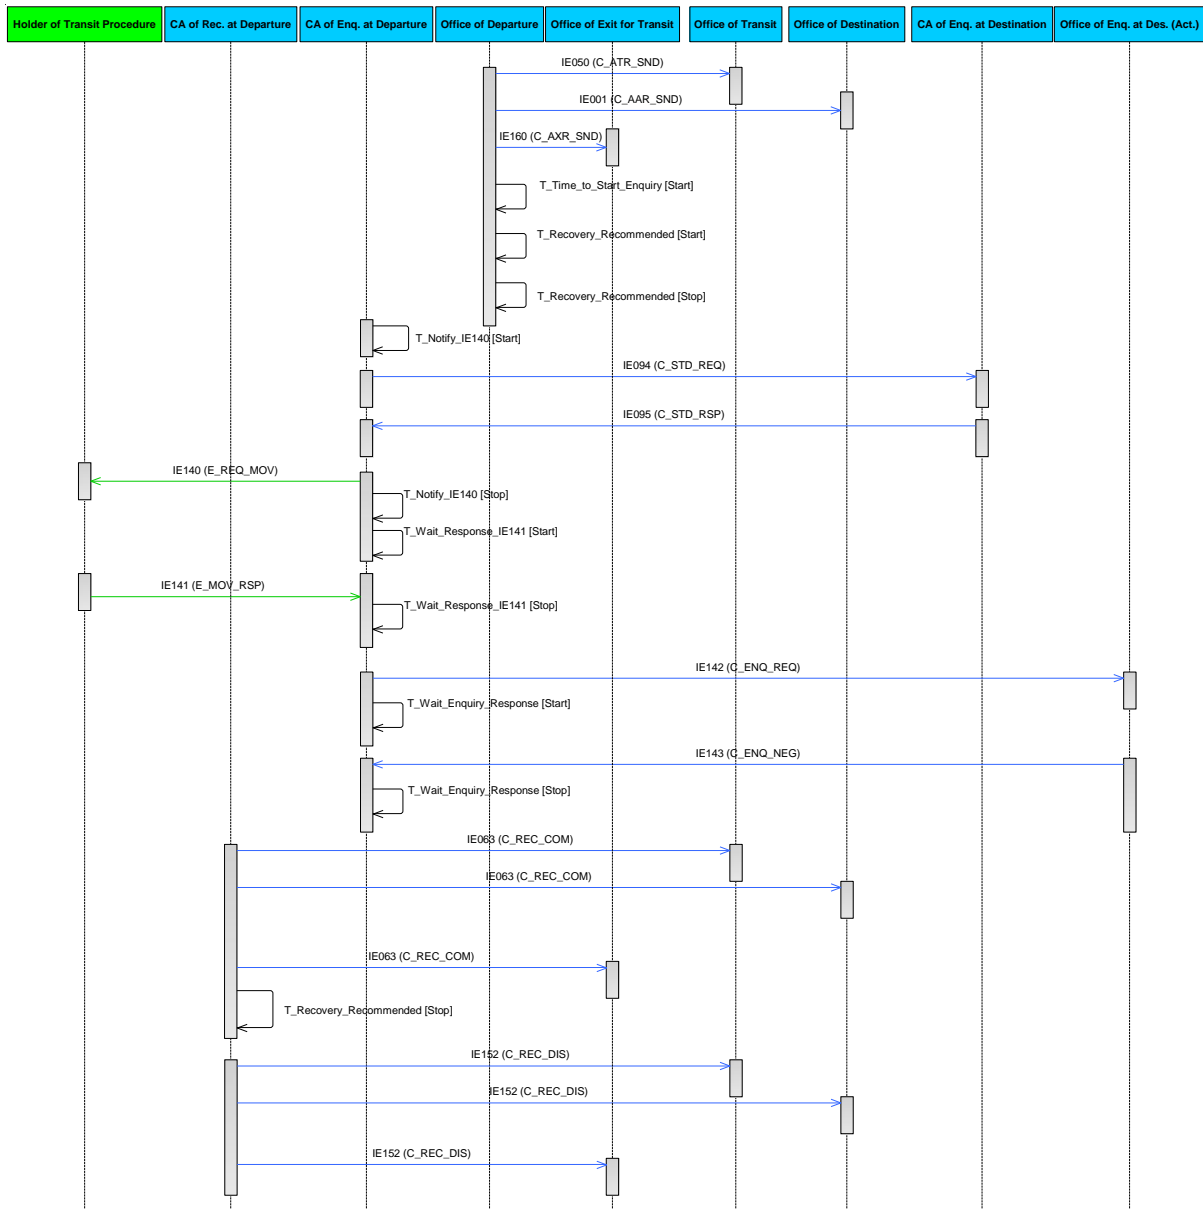 Holder of Transit Procedure
CA of Rec. at Departure
CA of Enq. at Departure
Office of Departure
Office of Exit for Transit
Office of Transit
Office of Destination
CA of Enq. at Destination
Office of Enq. at Des. (Act.)
IE050 (C_ATR_SND)
IE001 (C_AAR_SND)
IE160 (C_AXR_SND)
T_Time_to_Start_Enquiry [Start]
T_Recovery_Recommended [Start]
T_Recovery_Recommended [Stop]
T_Notify_IE140 [Start]
IE094 (C_STD_REQ)
IE095 (C_STD_RSP)
IE140 (E_REQ_MOV)
T_Notify_IE140 [Stop]
T_Wait_Response_IE141 [Start]
IE141 (E_MOV_RSP)
T_Wait_Response_IE141 [Stop]
IE142 (C_ENQ_REQ)
T_Wait_Enquiry_Response [Start]
IE143 (C_ENQ_NEG)
T_Wait_Enquiry_Response [Stop]
IE063 (C_REC_COM)
IE063 (C_REC_COM)
IE063 (C_REC_COM)
T_Recovery_Recommended [Stop]
IE152 (C_REC_DIS)
IE152 (C_REC_DIS)
IE152 (C_REC_DIS)